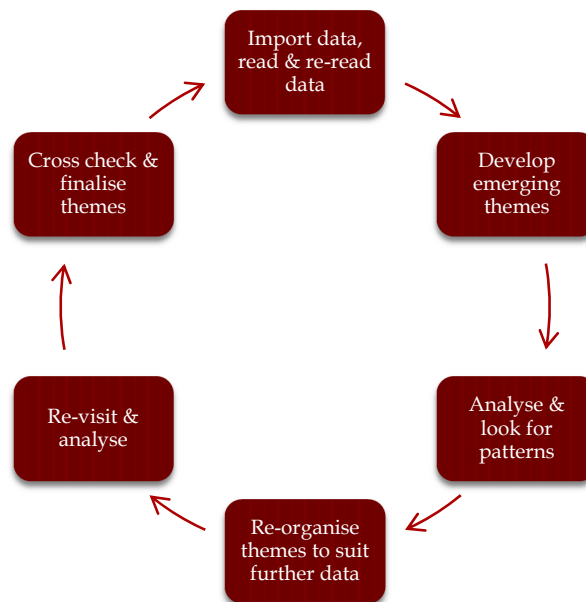 Import data,
read & re-read
data
Develop
emerging
themes
Analyse &
look for
patterns
Re-organise
themes to suit
further data
Re-visit &
analyse
Cross check &
finalise
themes